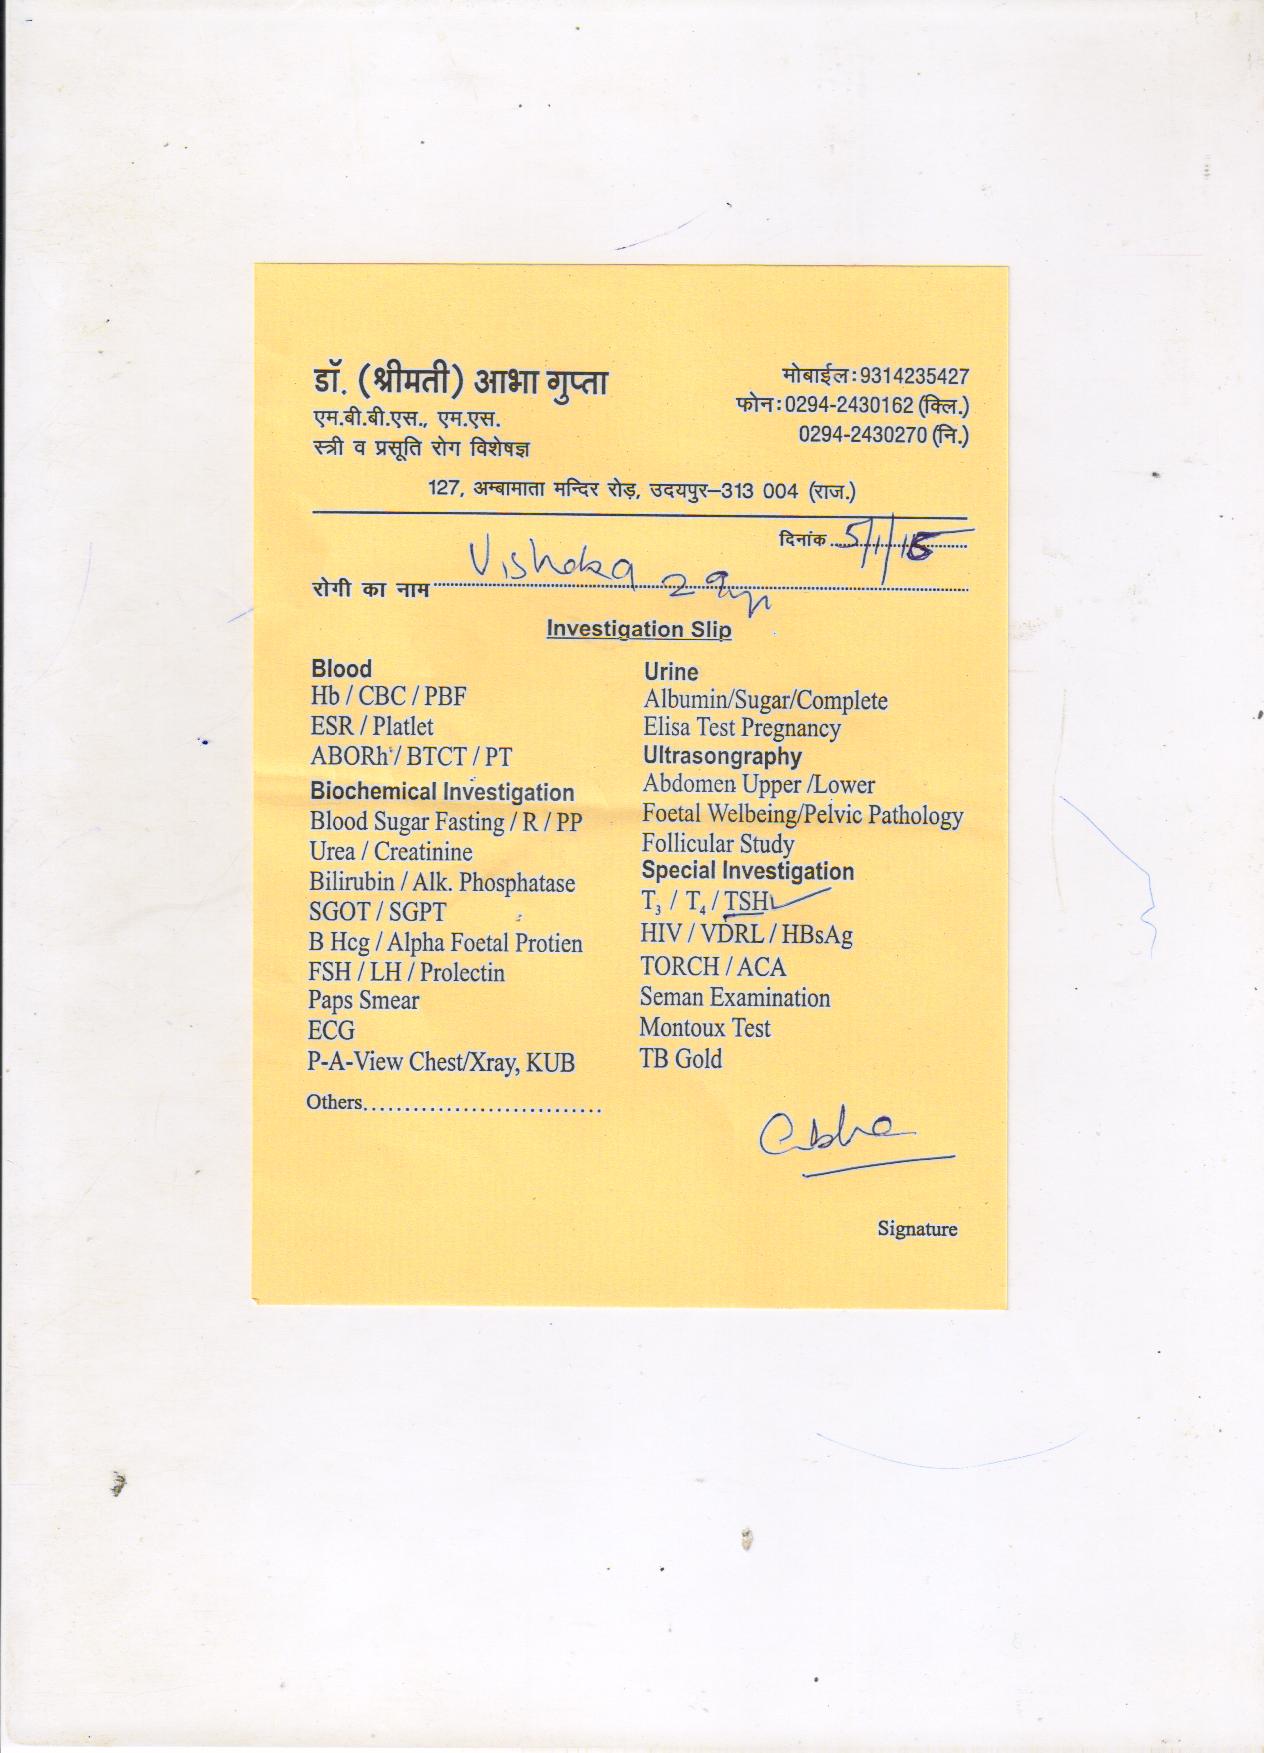 डॉ. (श्रीमती) आभा गुप्ता
एम.बी.बी.एस., एम.एस.
स्त्री व प्रसूति रोग विशेषज्ञ
मोबाईल:9314235427
फोन:0294-2430162 (क्लि.)
0294-2430270 (नि.)
127, अम्बामाता मन्दिर रोड़, उदयपुर–313 004 (राज.)
दिनांक 5/1/15
रोगी का नाम Vishaka 29yr
Investigation Slip
Blood
Hb / CBC / PBF
ESR / Platlet
ABORh / BTCT / PT
Biochemical Investigation
Blood Sugar Fasting / R / PP
Urea / Creatinine
Bilirubin / Alk. Phosphatase
SGOT / SGPT
B Hcg / Alpha Foetal Protien
FSH / LH / Prolectin
Paps Smear
ECG
P-A-View Chest/Xray, KUB
Others.............................
Urine
Albumin/Sugar/Complete
Elisa Test Pregnancy
Ultrasongraphy
Abdomen Upper /Lower
Foetal Welbeing/Pelvic Pathology
Follicular Study
Special Investigation
T₃ / T₄ / TSH
HIV / VDRL / HBsAg
TORCH / ACA
Seman Examination
Montoux Test
TB Gold
Abha
Signature